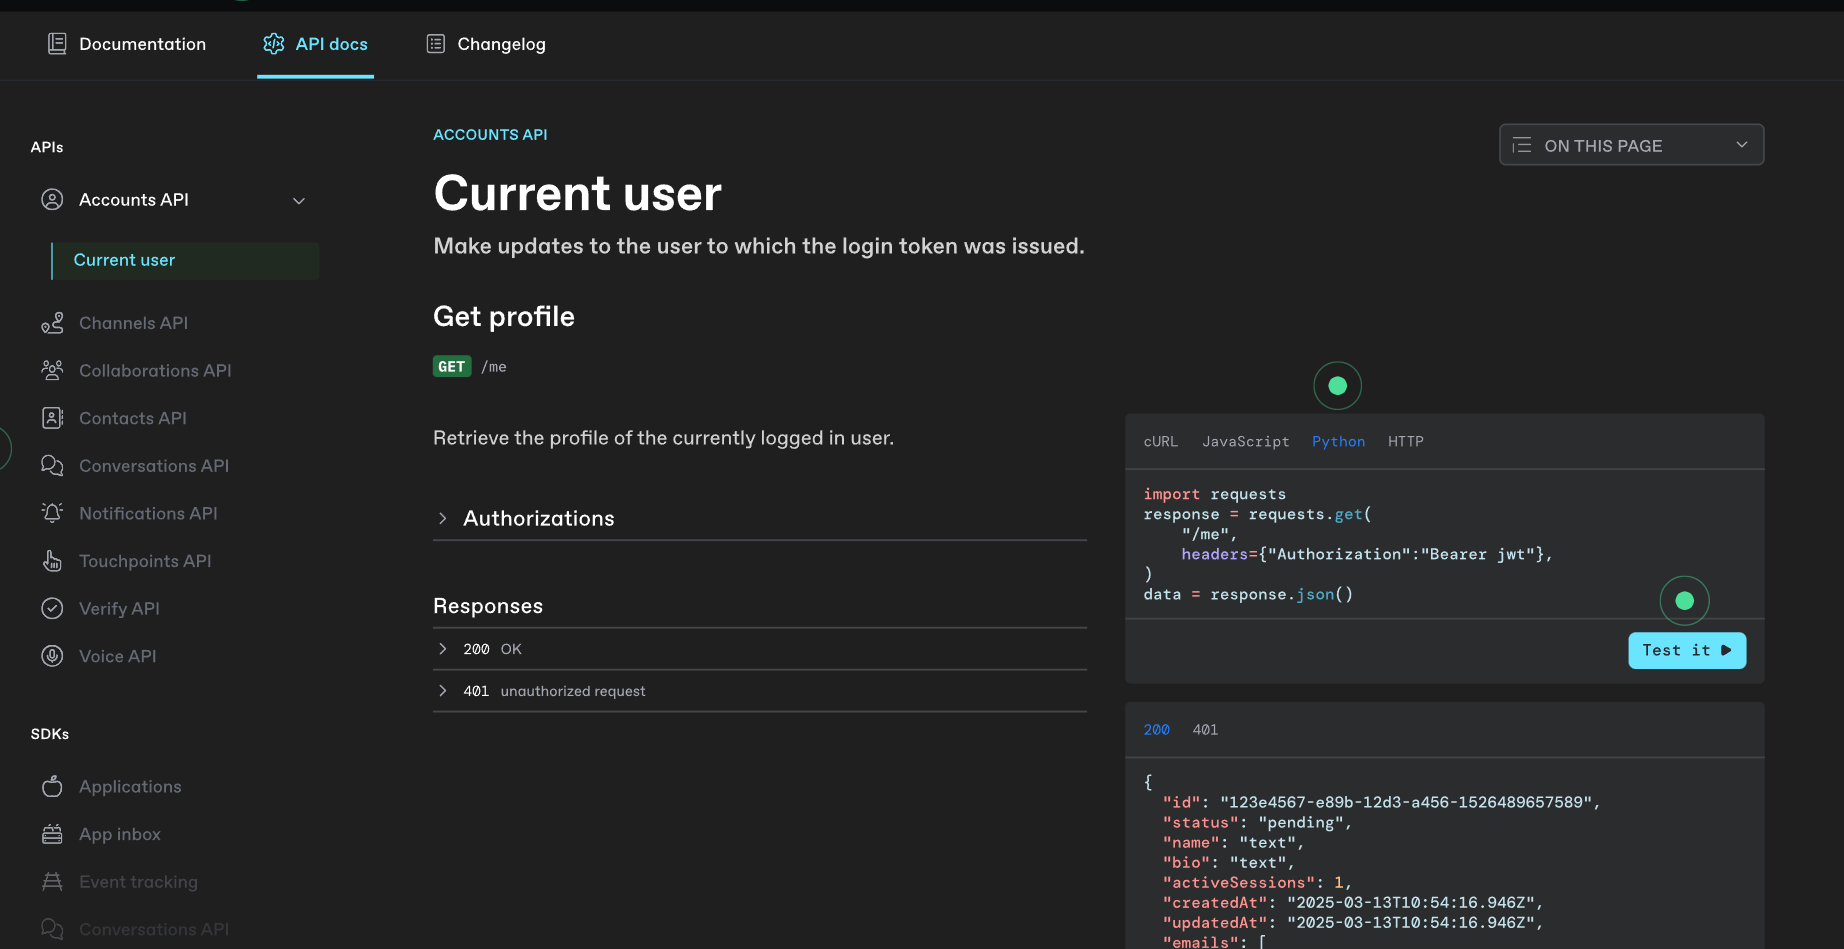 Documentation
API docs
Changelog
APIs
Accounts API
Current user
Channels API
Collaborations API
Contacts API
Conversations API
Notifications API
Touchpoints API
Verify API
Voice API
SDKs
Applications
App inbox
Event tracking
Conversations API
ACCOUNTS API
ON THIS PAGE
Current user
Make updates to the user to which the login token was issued.
Get profile
GET /me
Retrieve the profile of the currently logged in user.
Authorizations
Responses
200 OK
401 unauthorized request
cURL JavaScript Python HTTP
import requests
response = requests.get(
    "/me",
    headers={"Authorization":"Bearer jwt"},
)
data = response.json()
Test it
200 401
{
  "id": "123e4567-e89b-12d3-a456-1526489657589",
  "status": "pending",
  "name": "text",
  "bio": "text",
  "activeSessions": 1,
  "createdAt": "2025-03-13T10:54:16.946Z",
  "updatedAt": "2025-03-13T10:54:16.946Z",
  "emails": [